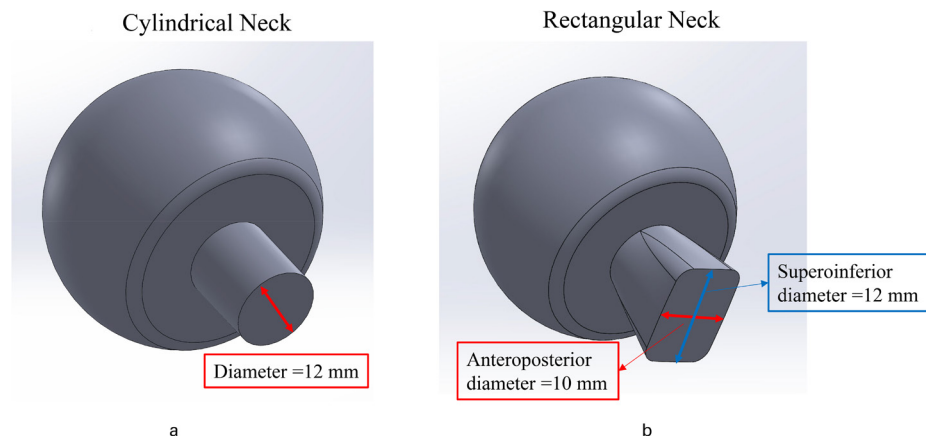 Cylindrical Neck
Rectangular Neck
Superoinferior
diameter =12 mm
Diameter =12 mm
Anteroposterior
diameter =10 mm
a
b